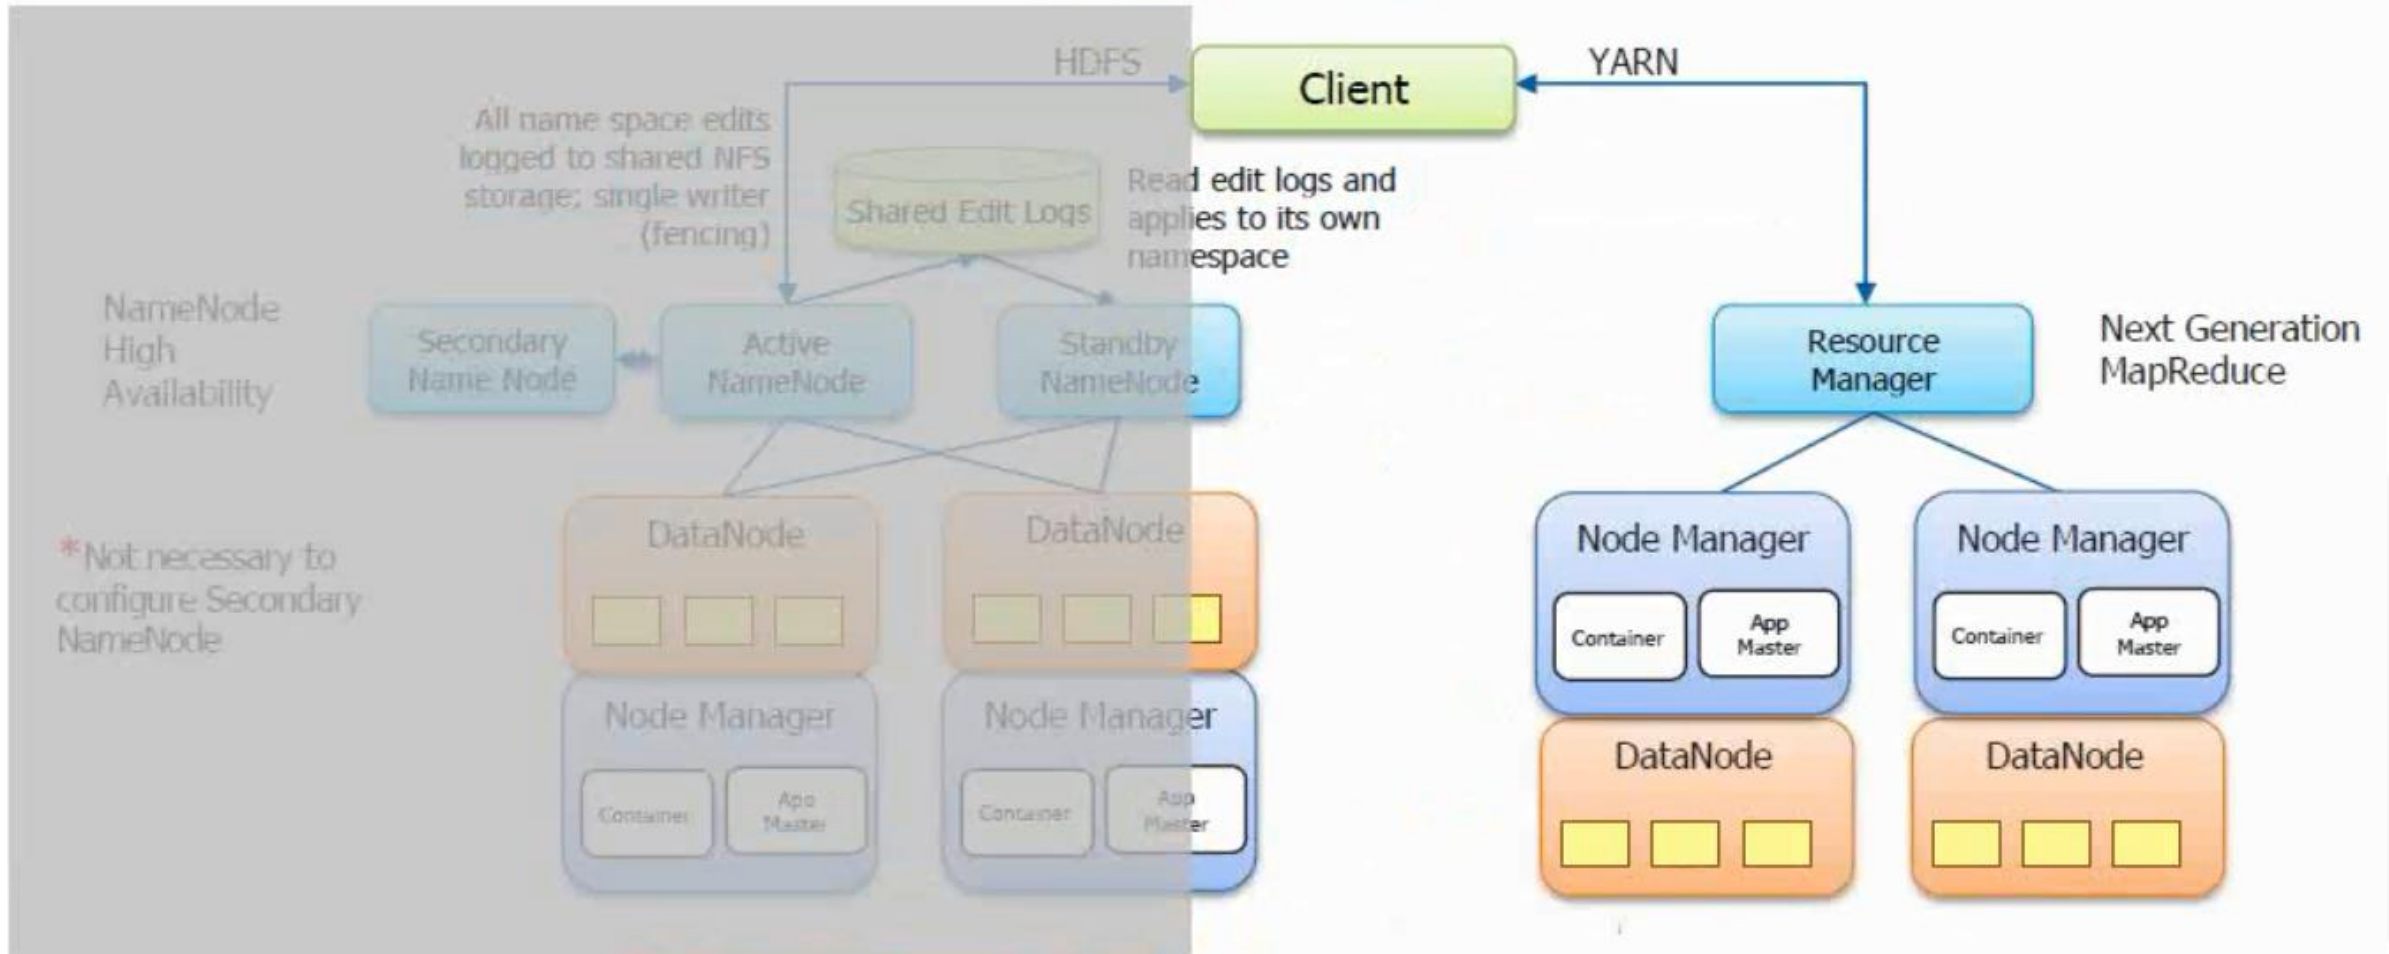 HDFS
Client
YARN
All name space edits
logged to shared NFS
storage; single writer
(fencing)
Shared Edit Logs
Read edit logs and
applies to its own
namespace
NameNode
High
Availability
Secondary
Name Node
Active
NameNode
Standby
NameNode
Resource
Manager
Next Generation
MapReduce
*Not necessary to
configure Secondary
NameNode
DataNode
DataNode
Node Manager
Container
App
Master
Node Manager
Container
App
Master
Node Manager
Container
App
Master
Node Manager
Container
App
Master
DataNode
DataNode